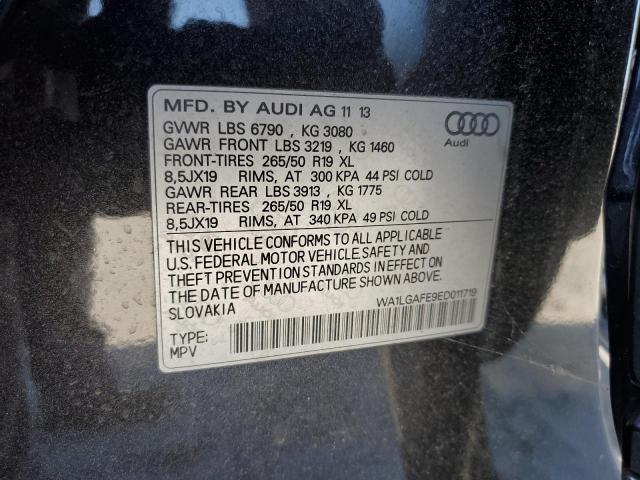 MFD. BY AUDI AG 11 13
GVWR LBS 6790 , KG 3080
GAWR FRONT LBS 3219 , KG 1460
FRONT-TIRES 265/50 R19 XL
8,5JX19 RIMS, AT 300 KPA 44 PSI COLD
GAWR REAR LBS 3913 , KG 1775
REAR-TIRES 265/50 R19 XL
8,5JX19 RIMS, AT 340 KPA 49 PSI COLD
Audi
THIS VEHICLE CONFORMS TO ALL APPLICABLE
U.S. FEDERAL MOTOR VEHICLE SAFETY AND
THEFT PREVENTION STANDARDS IN EFFECT ON
THE DATE OF MANUFACTURE SHOWN ABOVE.
SLOVAKIA
WA1LGAFE9ED011719
TYPE:
MPV